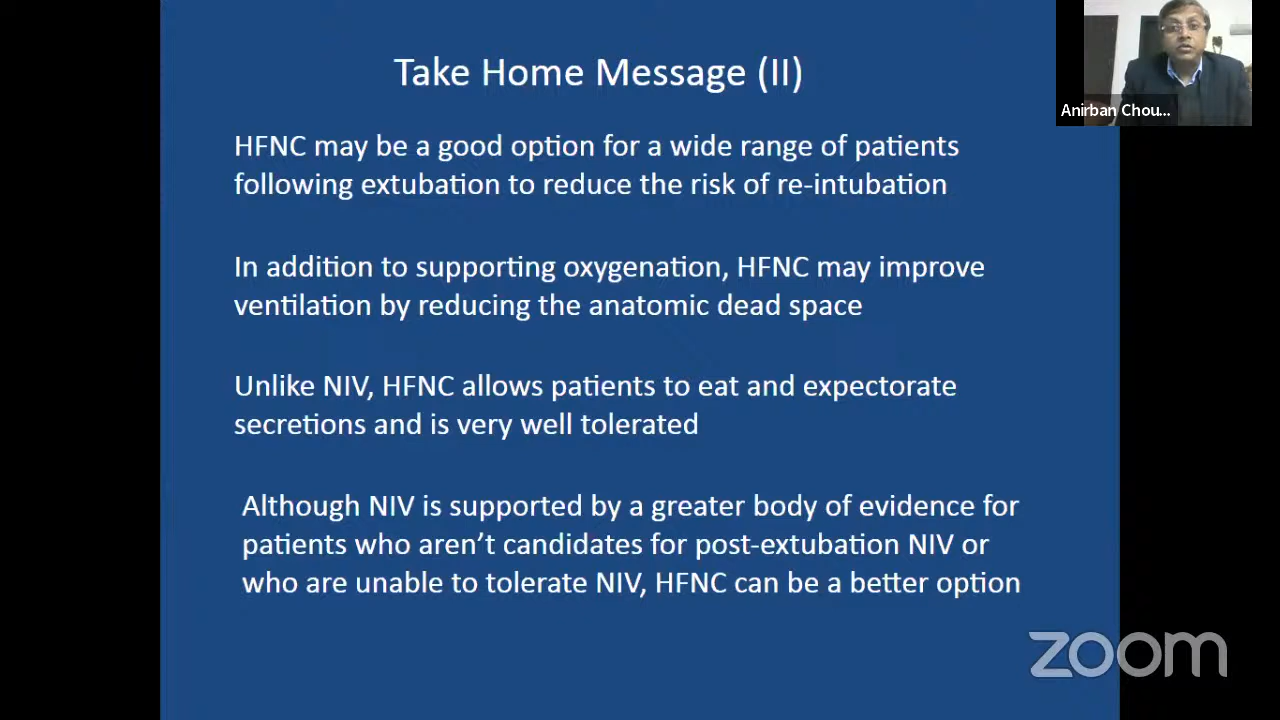 Take Home Message (II)
Anirban Chou...
HFNC may be a good option for a wide range of patients
following extubation to reduce the risk of re-intubation
In addition to supporting oxygenation, HFNC may improve
ventilation by reducing the anatomic dead space
Unlike NIV, HFNC allows patients to eat and expectorate
secretions and is very well tolerated
Although NIV is supported by a greater body of evidence for
patients who aren’t candidates for post-extubation NIV or
who are unable to tolerate NIV, HFNC can be a better option
zoom